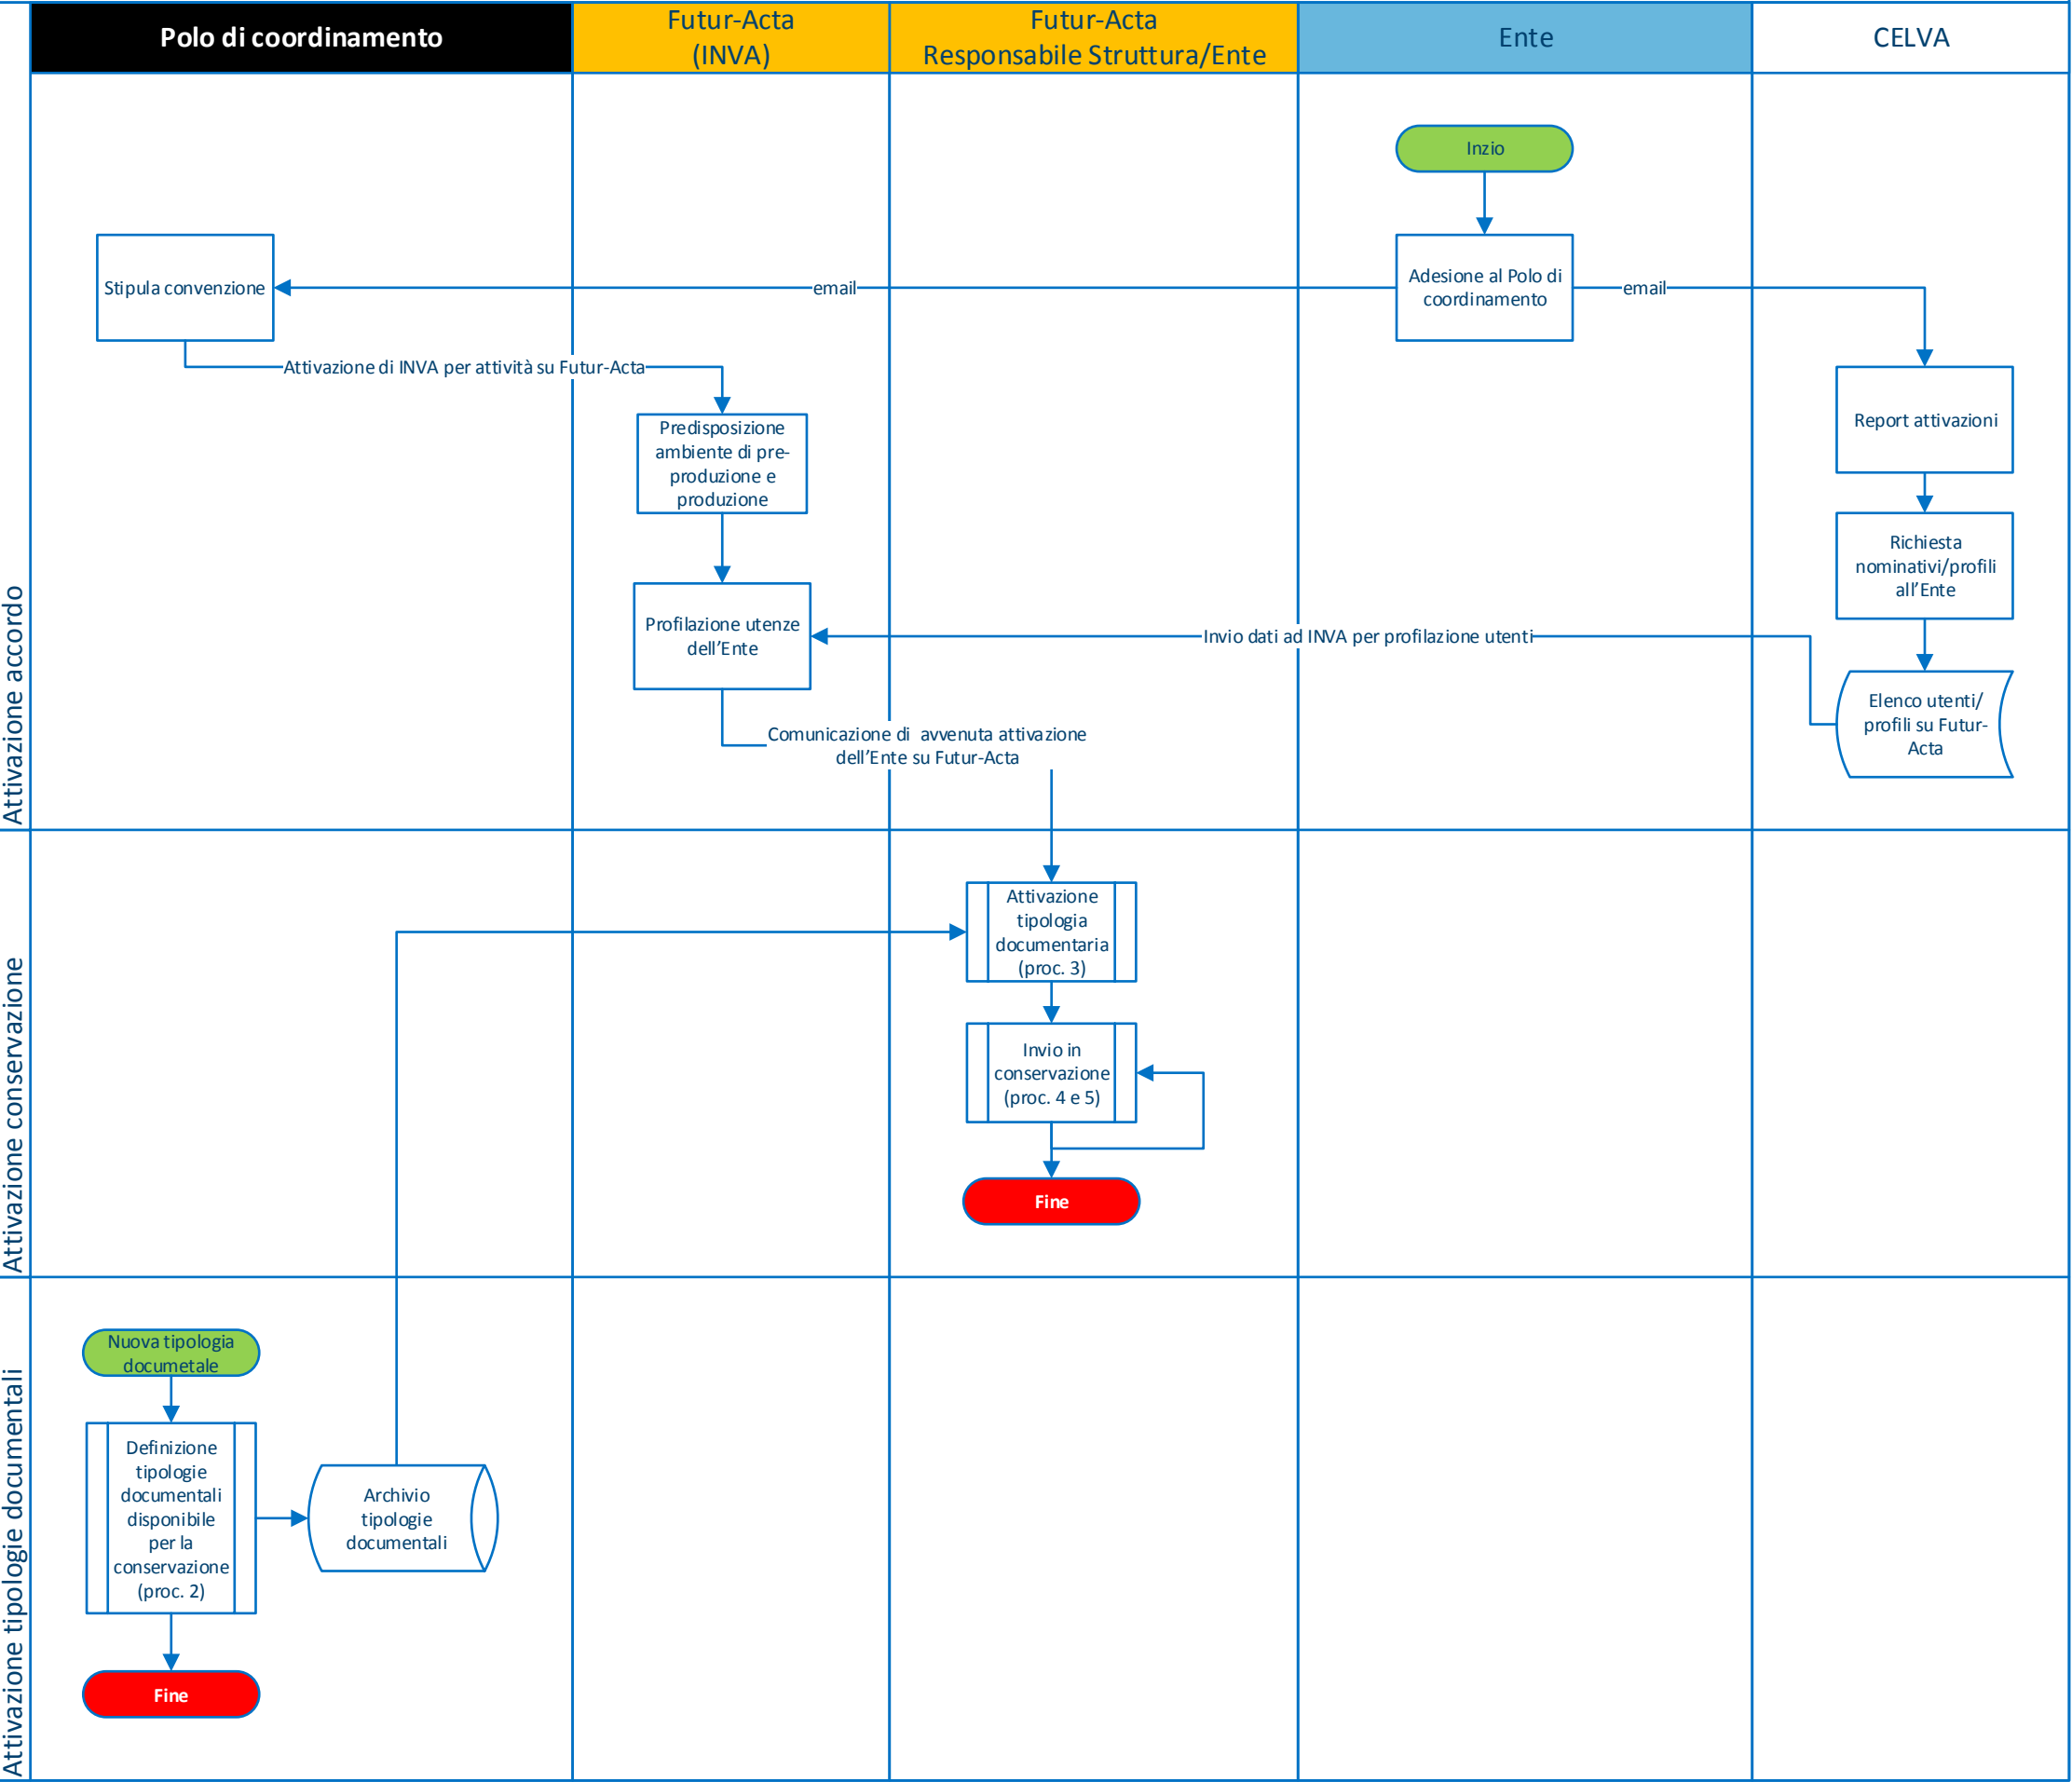 Polo di coordinamento
Futur-Acta
(INVA)
Futur-Acta
Responsabile Struttura/Ente
Ente
CELVA
Attivazione accordo
Inzio
Adesione al Polo di
coordinamento
email
email
Stipula convenzione
Attivazione di INVA per attività su Futur-Acta
Predisposizione
ambiente di pre-
produzione e
produzione
Report attivazioni
Richiesta
nominativi/profili
all'Ente
Profilazione utenze
dell'Ente
Invio dati ad INVA per profilazione utenti
Elenco utenti/
profili su Futur-
Acta
Comunicazione di  avvenuta attivazione
dell'Ente su Futur-Acta
Attivazione conservazione
Attivazione
tipologia
documentaria
(proc. 3)
Invio in
conservazione
(proc. 4 e 5)
Fine
Attivazione tipologie documentali
Nuova tipologia
documetale
Definizione
tipologie
documentali
disponibile
per la
conservazione
(proc. 2)
Archivio
tipologie
documentali
Fine